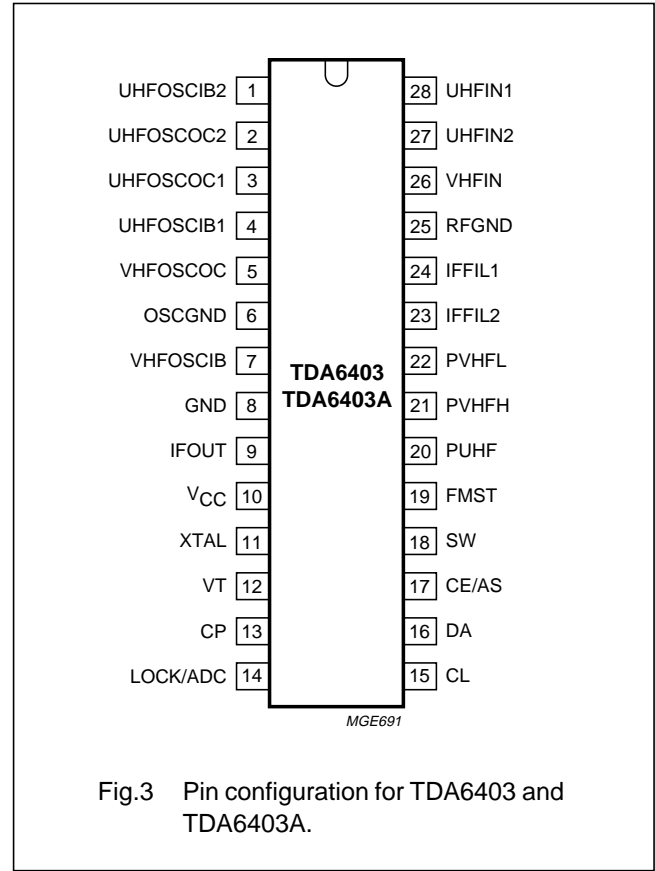 UHFOSCIB2 1 28 UHFIN1
UHFOSCOC2 2 27 UHFIN2
UHFOSCOC1 3 26 VHFIN
UHFOSCIB1 4 25 RFGND
VHFOSCOC 5 24 IFFIL1
OSCGND 6 23 IFFIL2
VHFOSCIB 7 22 PVHFL
TDA6403
GND 8 TDA6403A 21 PVHFH
IFOUT 9 20 PUHF
VCC 10 19 FMST
XTAL 11 18 SW
VT 12 17 CE/AS
CP 13 16 DA
LOCK/ADC 14 15 CL
MGE691
Fig.3 Pin configuration for TDA6403 and
TDA6403A.